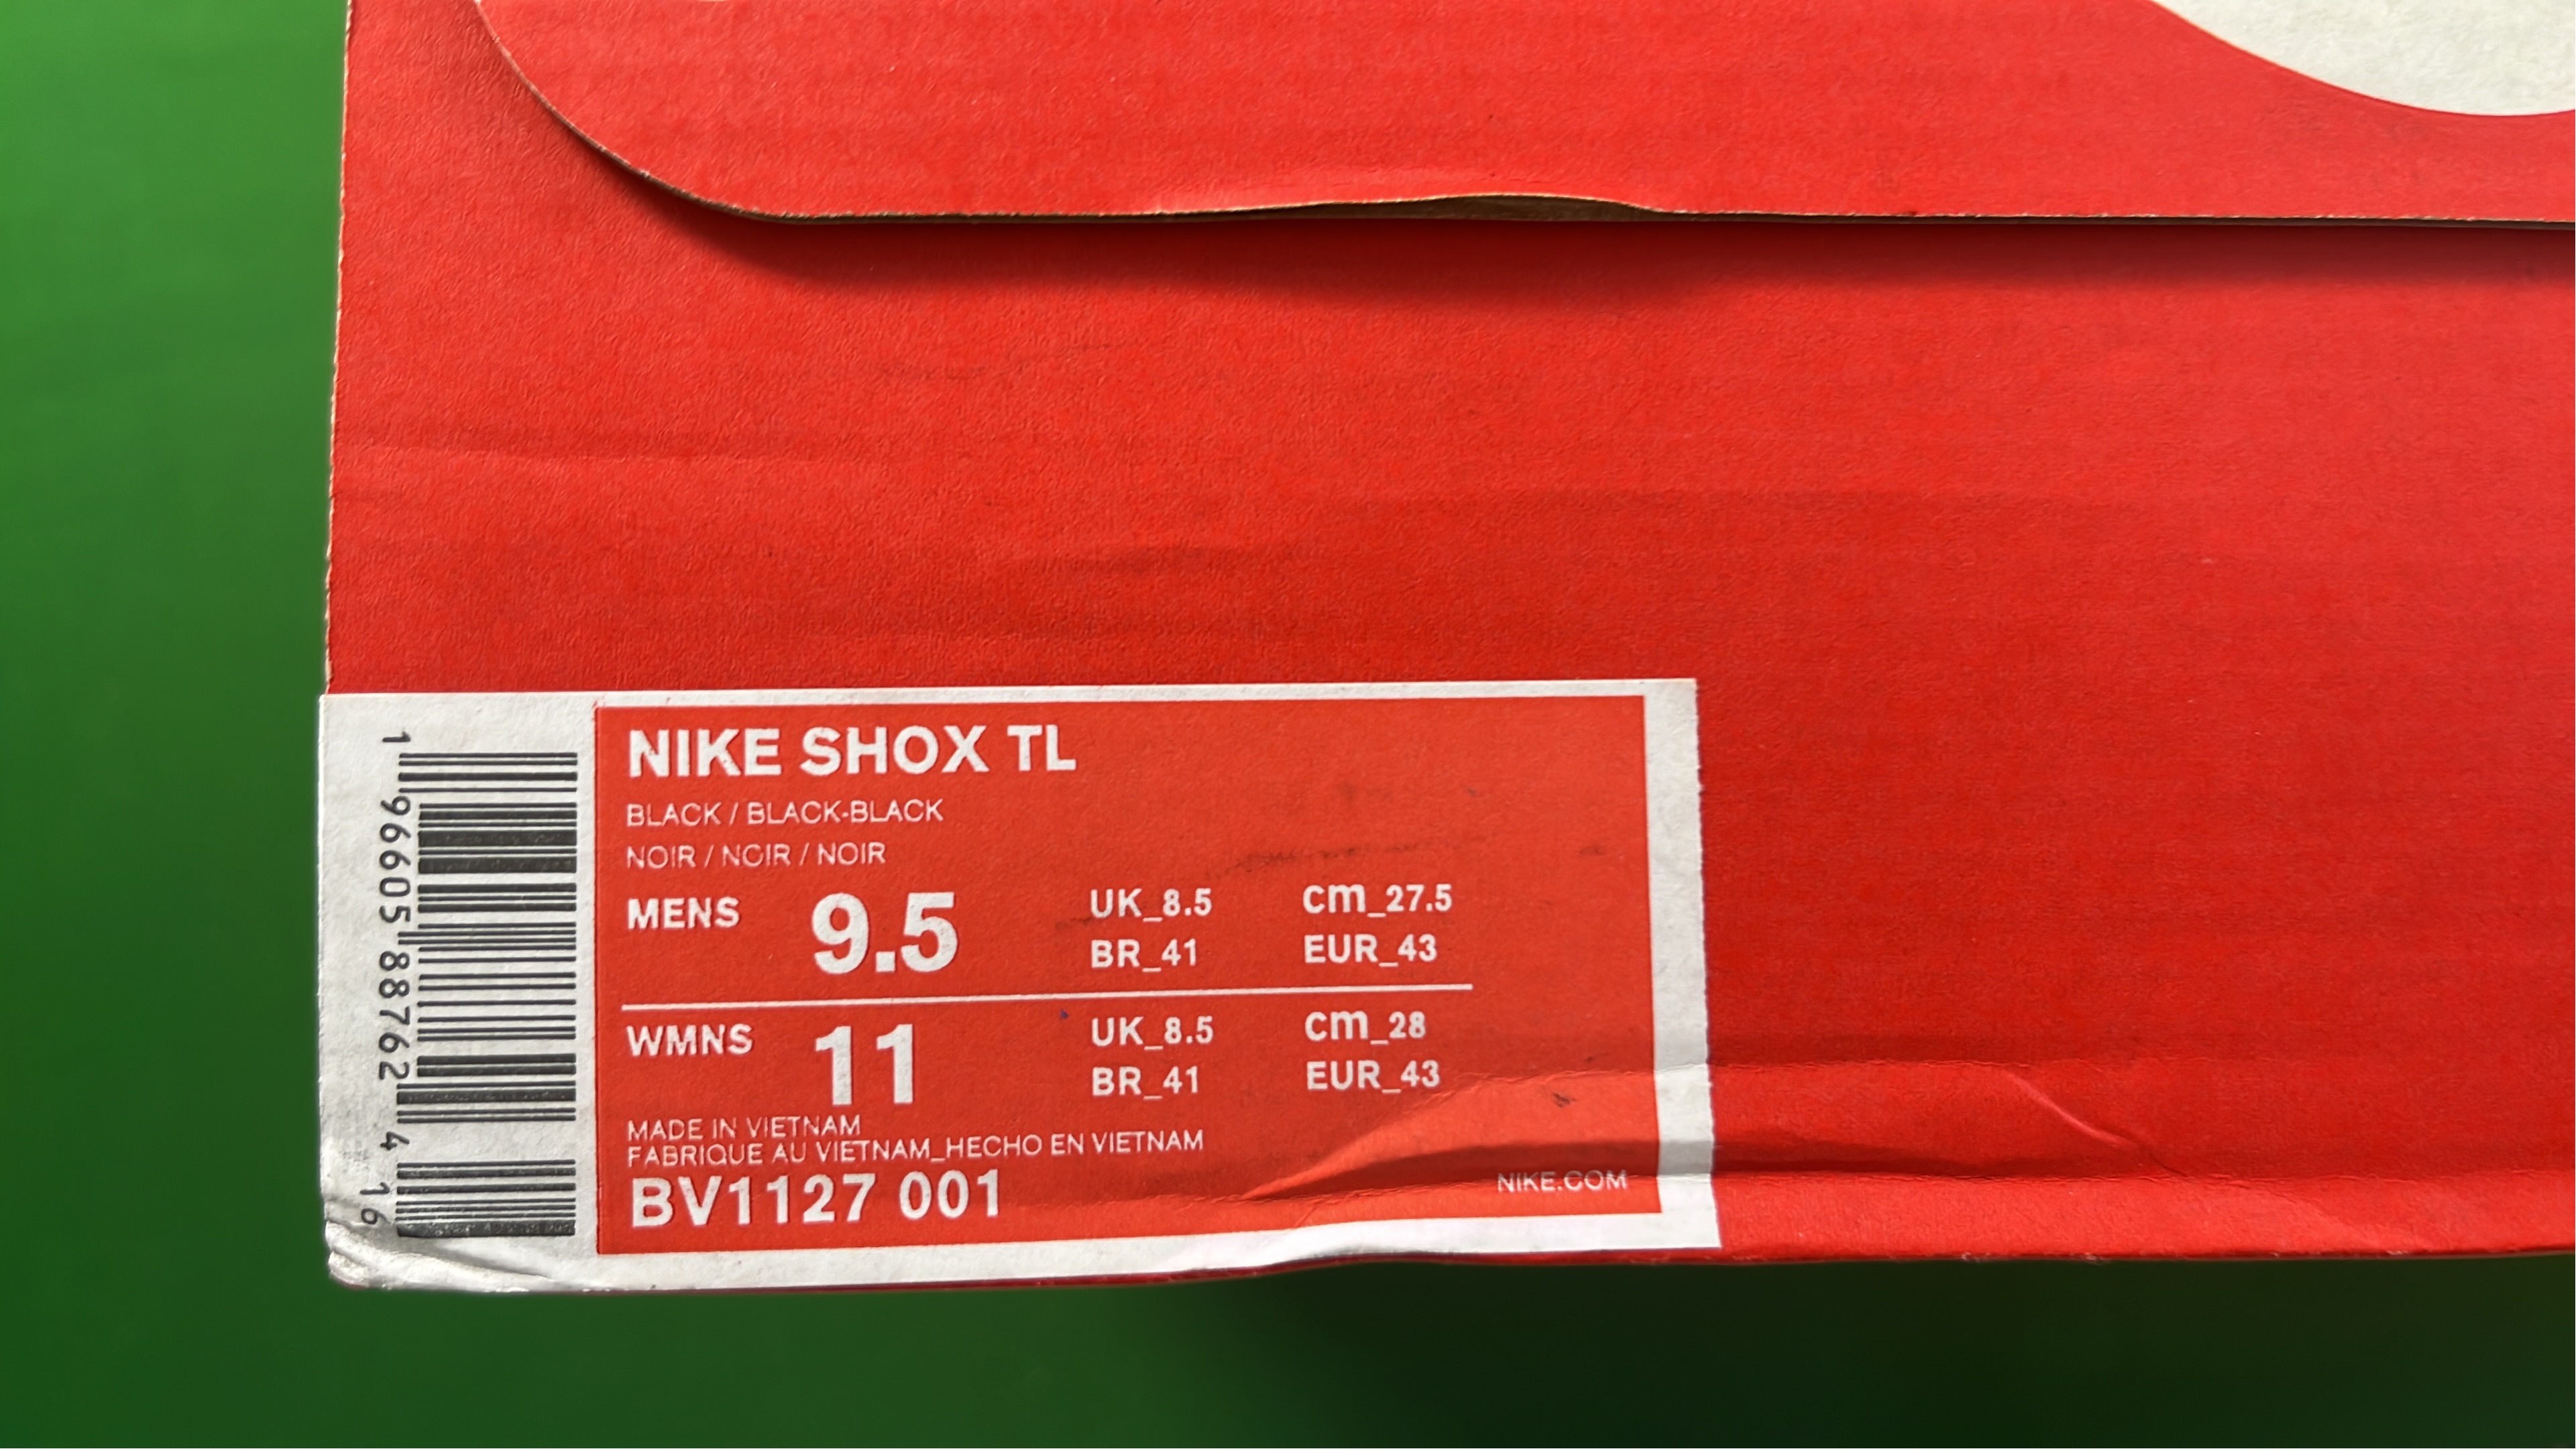 NIKE SHOX TL
BLACK / BLACK-BLACK
NOIR / NOIR / NOIR
MENS 9.5 UK_8.5 cm_27.5
BR_41 EUR_43
WMNS 11 UK_8.5 cm_28
BR_41 EUR_43
MADE IN VIETNAM
FABRIQUE AU VIETNAM_HECHO EN VIETNAM
BV1127 001
NIKE.COM
1 96605 88762 4 16